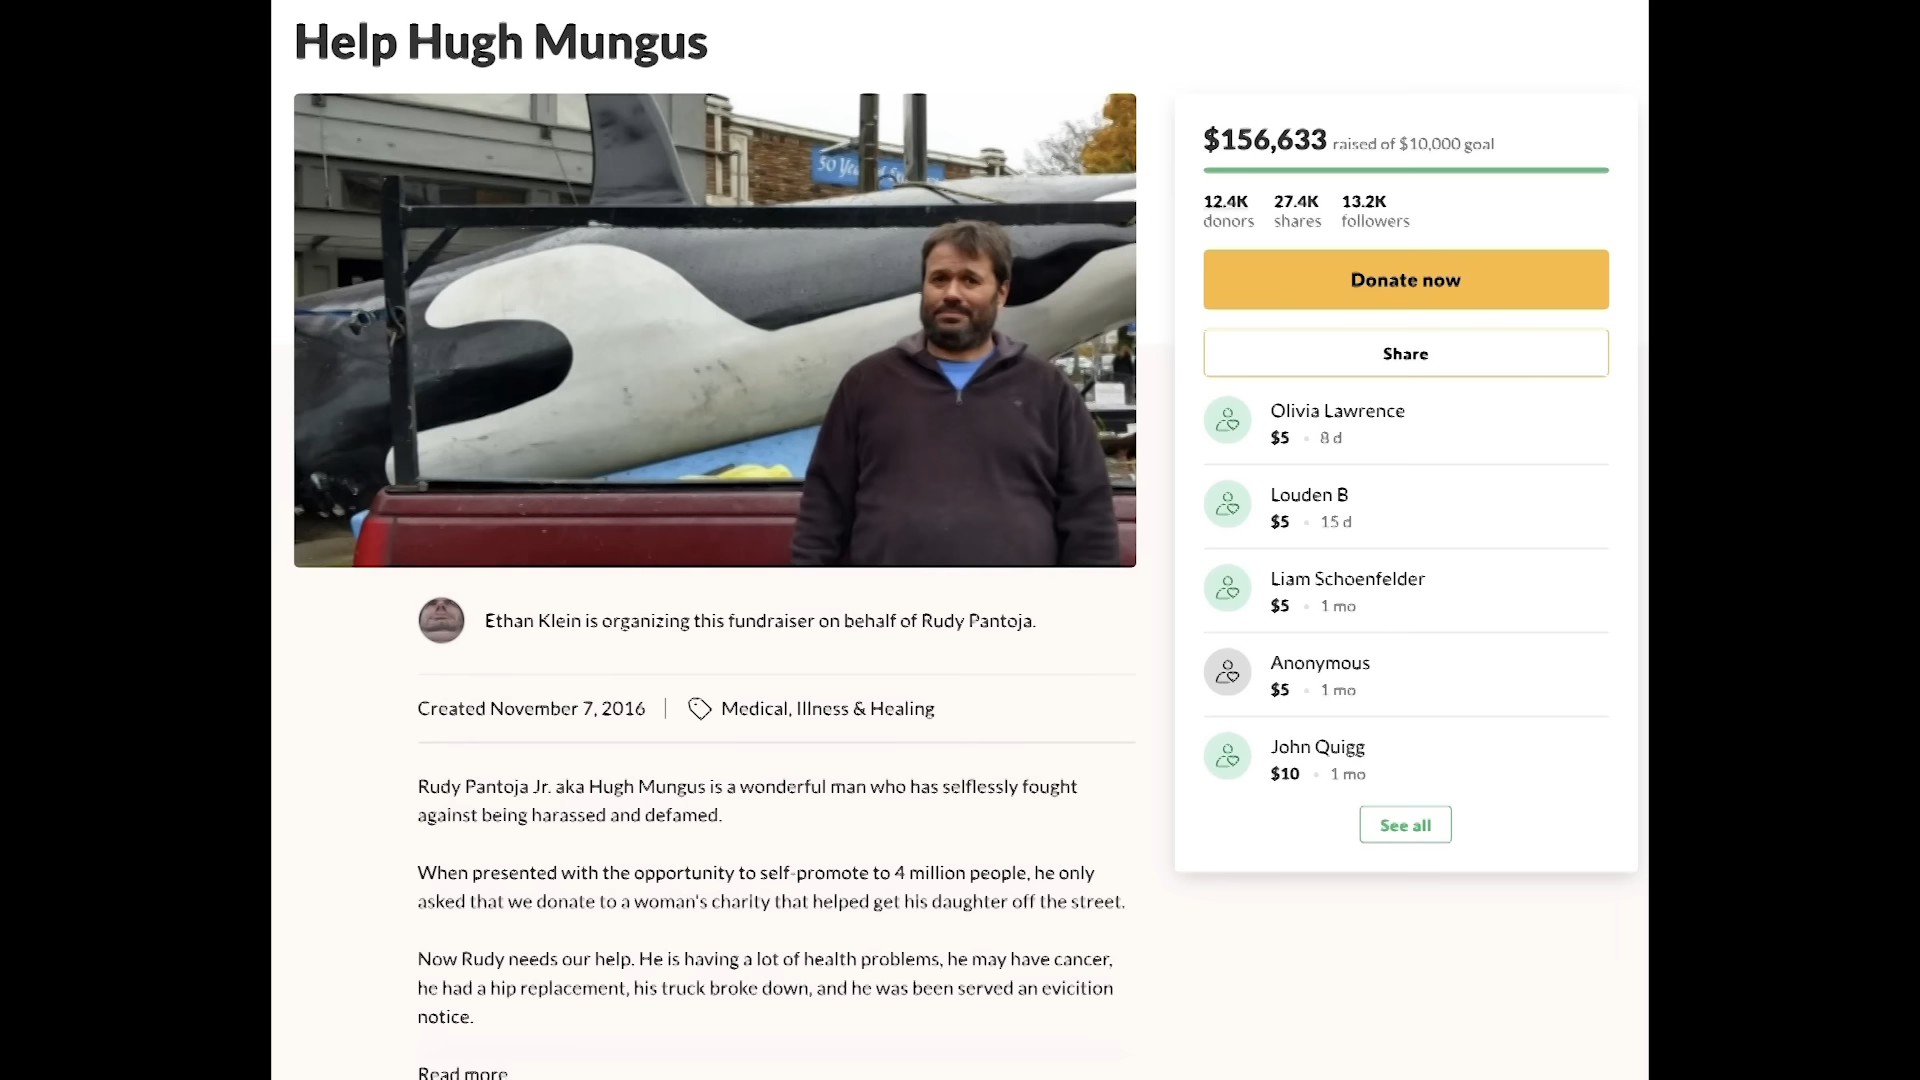 Help Hugh Mungus
50
$156,633 raised of $10,000 goal
12.4K 27.4K 13.2K
donors shares followers
Donate now
Share
Olivia Lawrence
$5 • 8 d
Louden B
$5 • 15 d
Liam Schoenfelder
$5 • 1 mo
Anonymous
$5 • 1 mo
John Quigg
$10 • 1 mo
See all
Ethan Klein is organizing this fundraiser on behalf of Rudy Pantoja.
Created November 7, 2016 | Medical, Illness & Healing
Rudy Pantoja Jr. aka Hugh Mungus is a wonderful man who has selflessly fought
against being harassed and defamed.
When presented with the opportunity to self-promote to 4 million people, he only
asked that we donate to a woman's charity that helped get his daughter off the street.
Now Rudy needs our help. He is having a lot of health problems, he may have cancer,
he had a hip replacement, his truck broke down, and he was been served an evicition
notice.
Read more